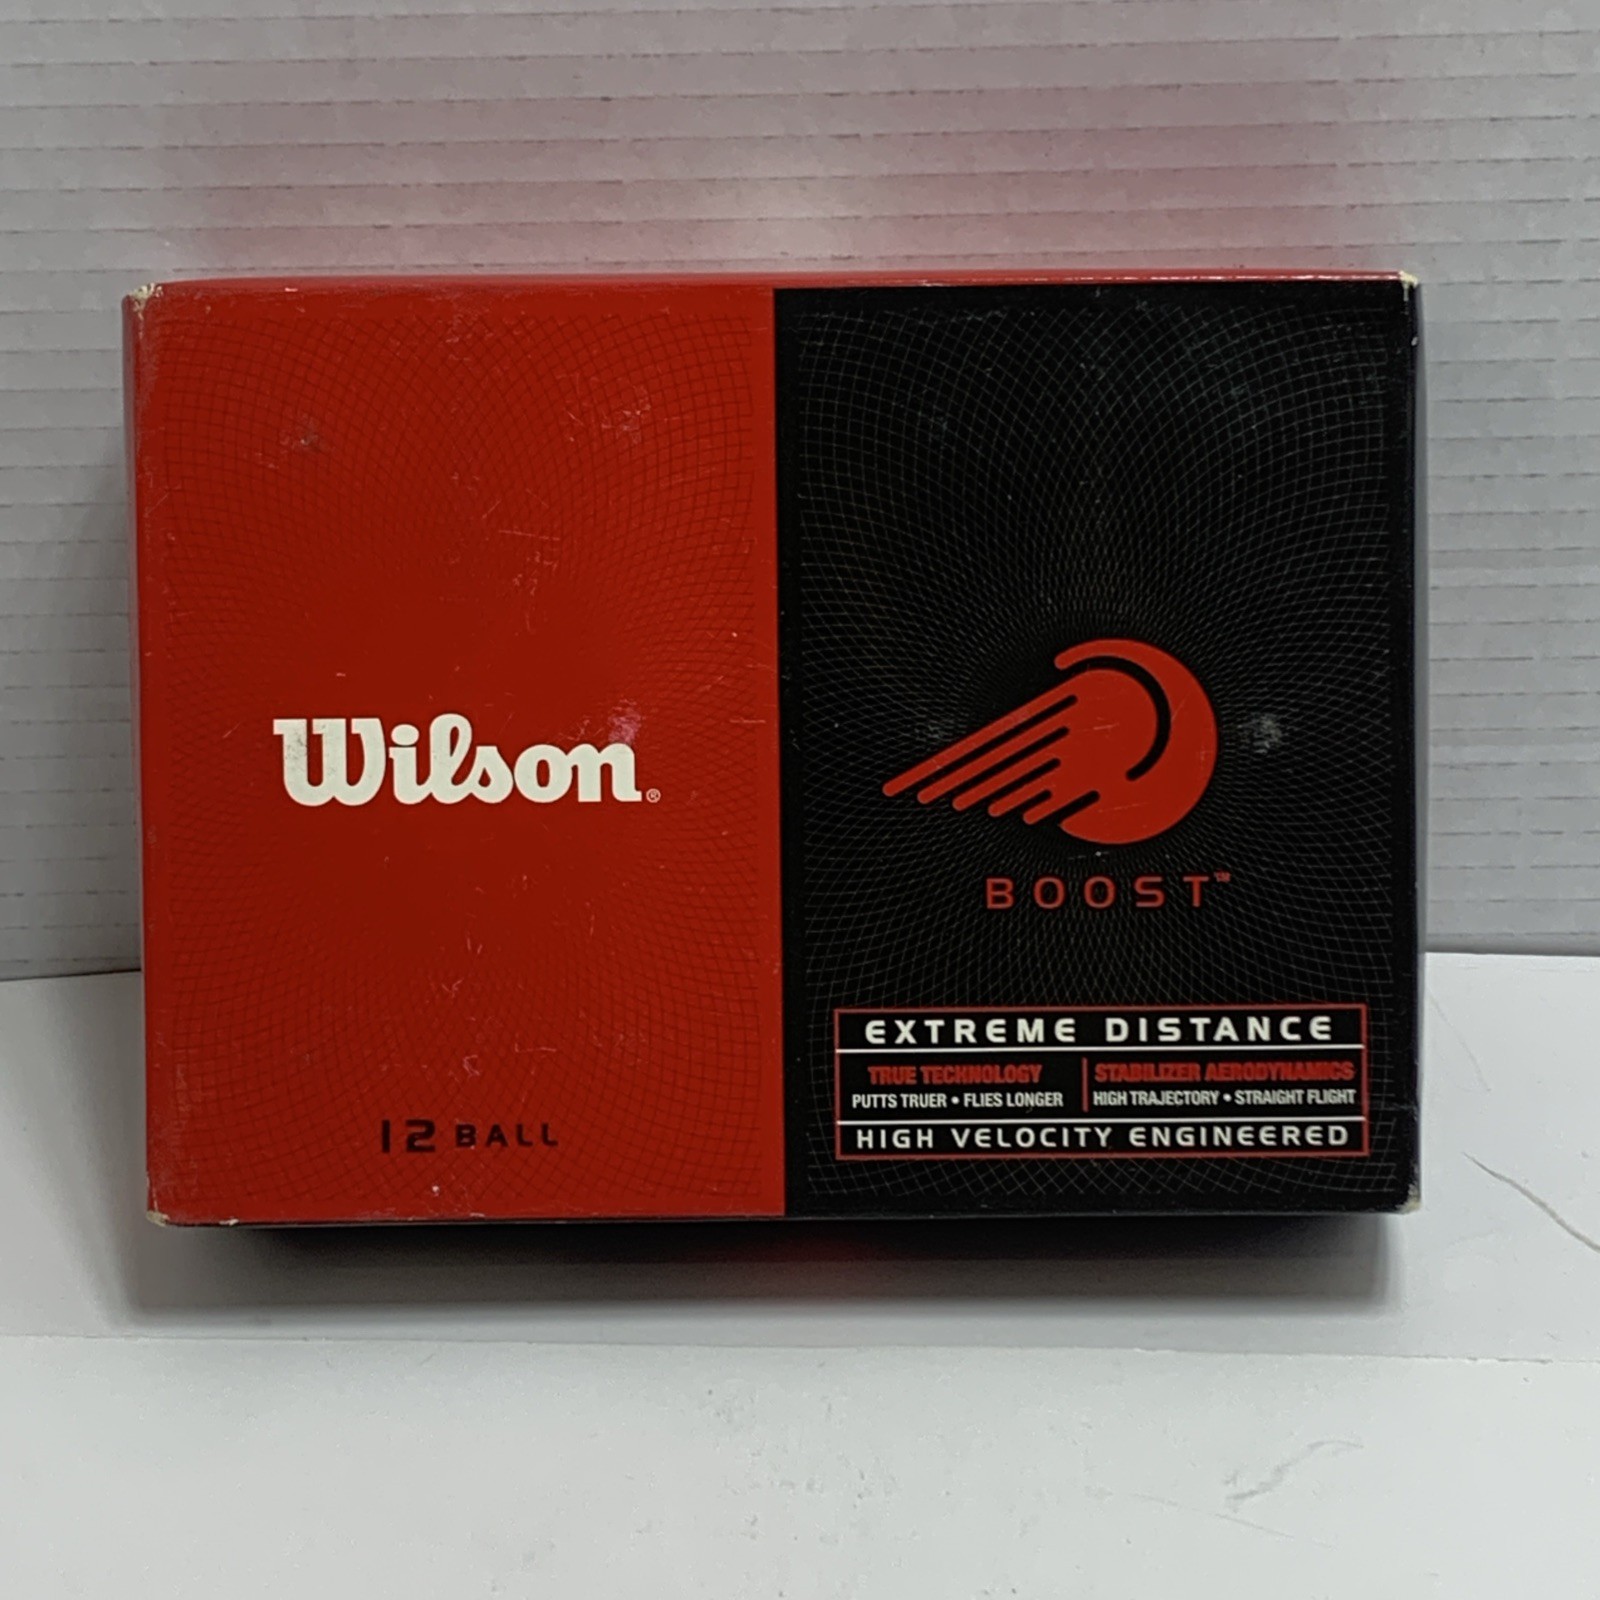 Wilson®
12 BALL
BOOST™
EXTREME DISTANCE
TRUE TECHNOLOGY
PUTTS TRUER • FLIES LONGER
STABILIZER AERODYNAMICS
HIGH TRAJECTORY • STRAIGHT FLIGHT
HIGH VELOCITY ENGINEERED